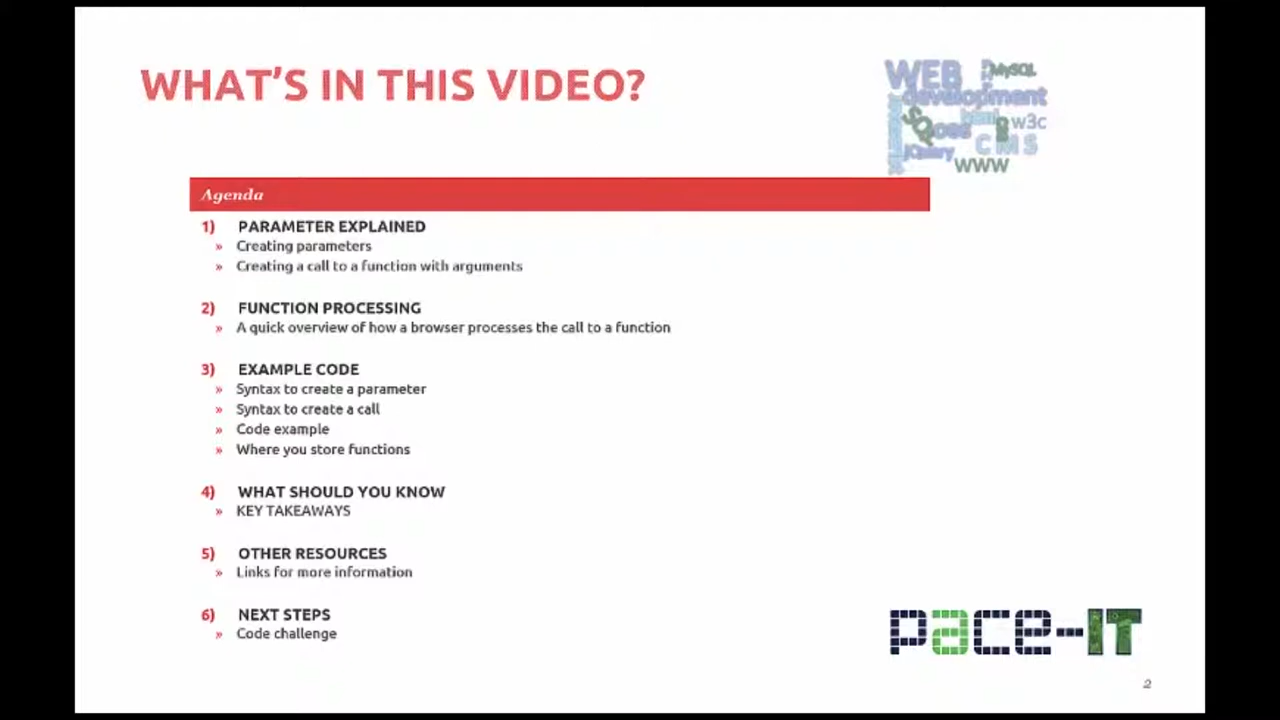 WHAT'S IN THIS VIDEO?
WEB
MySQL
development
w3c
CMS
jQuery
WWW
Agenda
1) PARAMETER EXPLAINED
» Creating parameters
» Creating a call to a function with arguments
2) FUNCTION PROCESSING
» A quick overview of how a browser processes the call to a function
3) EXAMPLE CODE
» Syntax to create a parameter
» Syntax to create a call
» Code example
» Where you store functions
4) WHAT SHOULD YOU KNOW
» KEY TAKEAWAYS
5) OTHER RESOURCES
» Links for more information
6) NEXT STEPS
» Code challenge
pace-IT
2